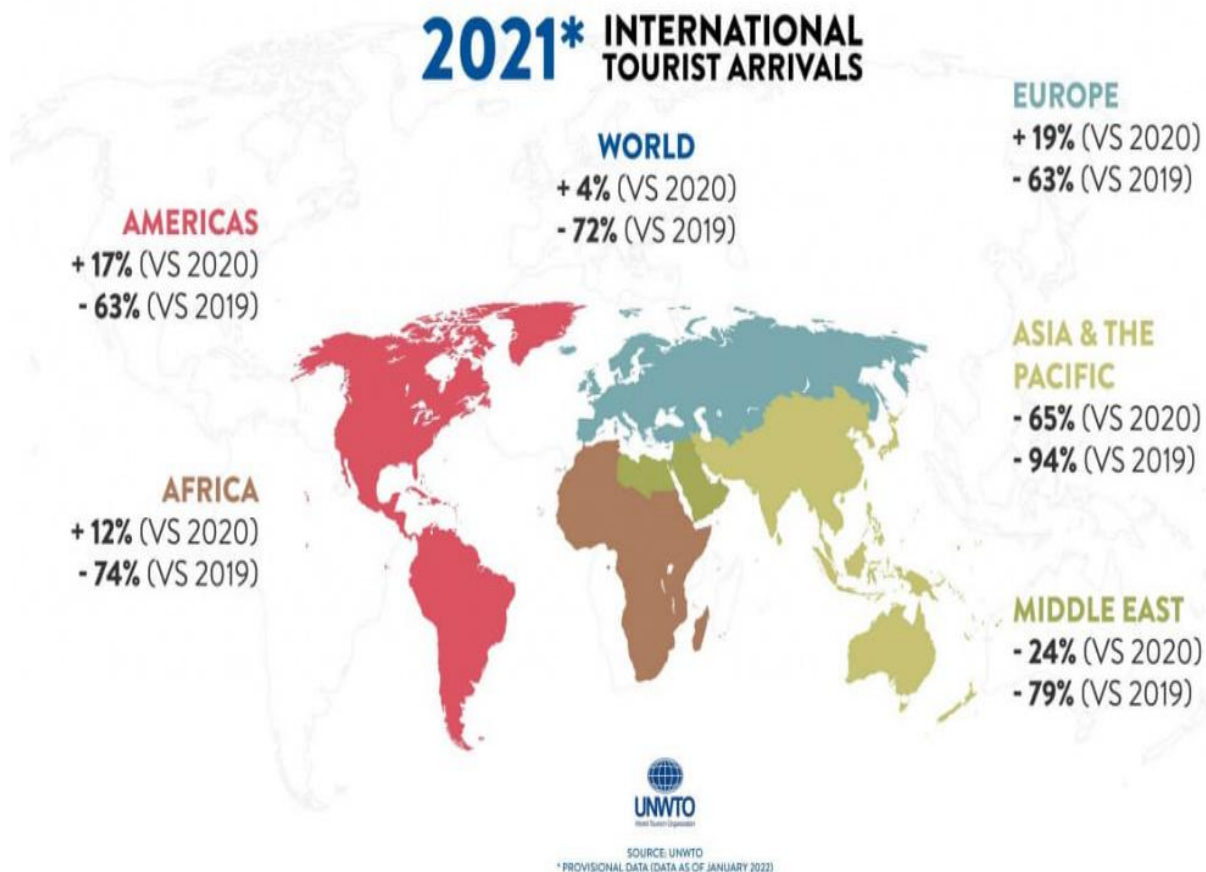 2021* INTERNATIONAL
TOURIST ARRIVALS
WORLD
+ 4% (VS 2020)
- 72% (VS 2019)
EUROPE
+ 19% (VS 2020)
- 63% (VS 2019)
AMERICAS
+ 17% (VS 2020)
- 63% (VS 2019)
ASIA & THE
PACIFIC
- 65% (VS 2020)
- 94% (VS 2019)
AFRICA
+ 12% (VS 2020)
- 74% (VS 2019)
MIDDLE EAST
- 24% (VS 2020)
- 79% (VS 2019)
UNWTO
World Tourism Organization
SOURCE: UNWTO
* PROVISIONAL DATA (DATA AS OF JANUARY 2022)